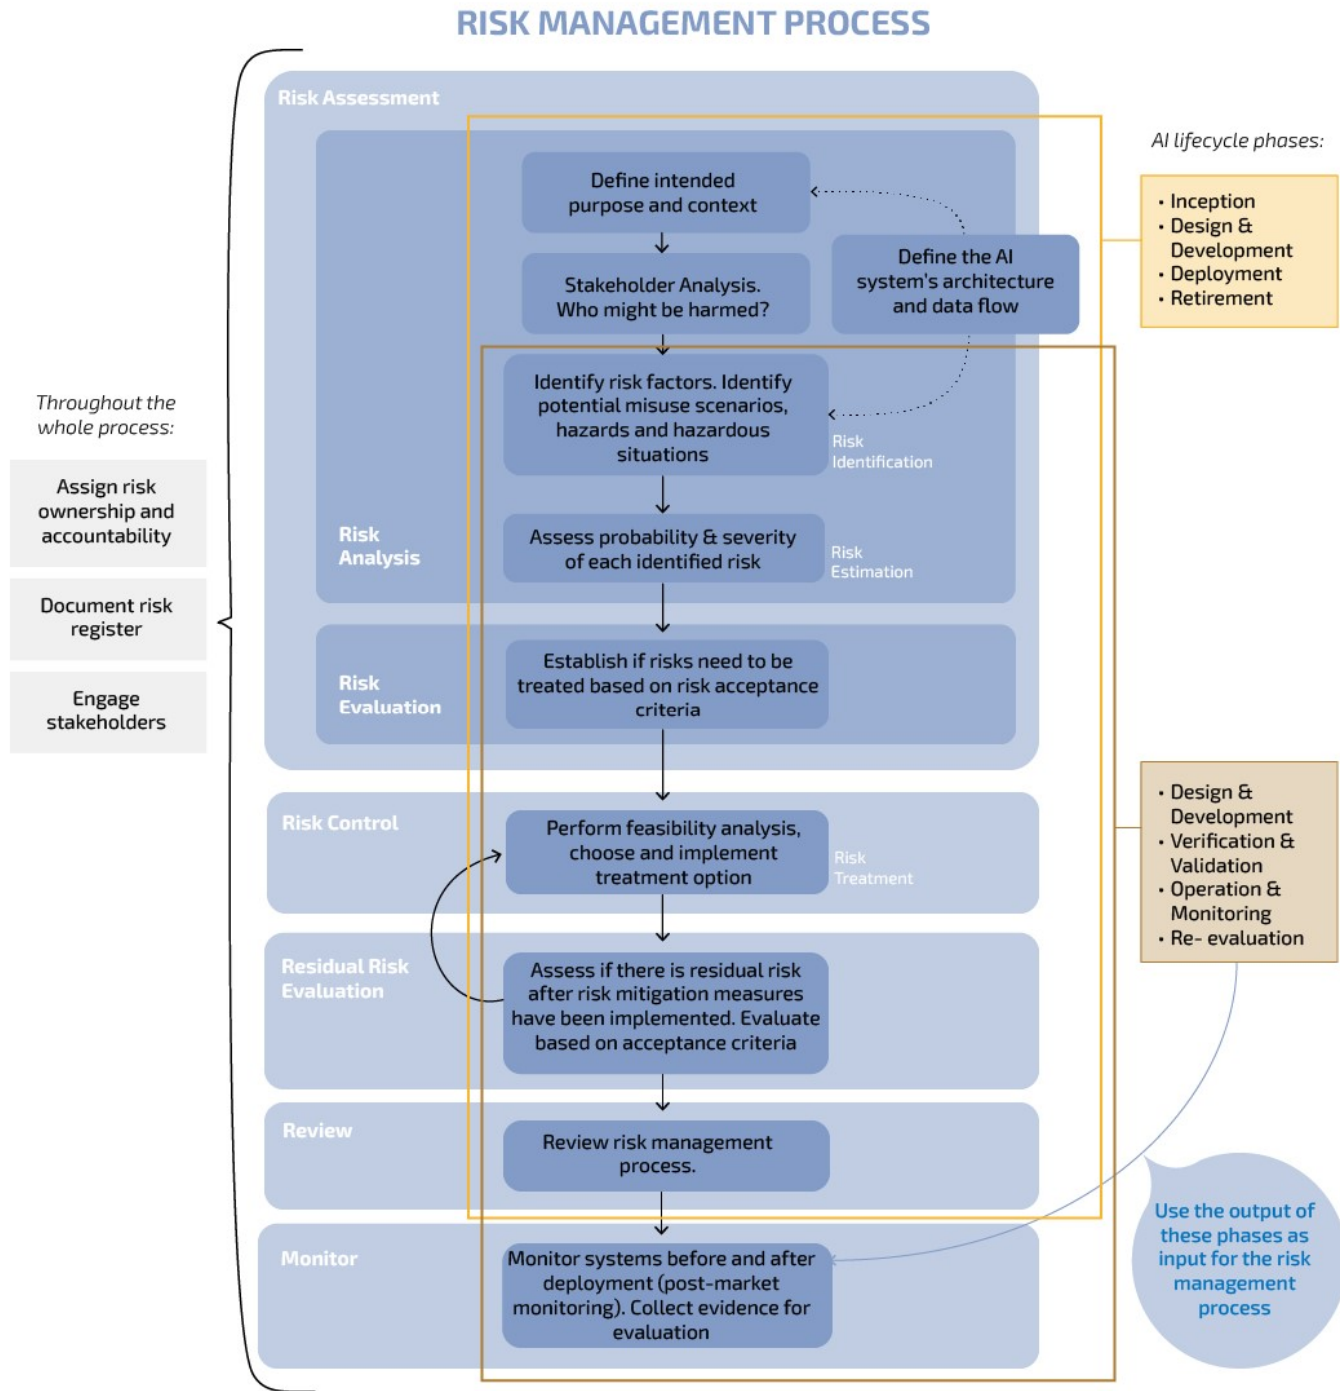 RISK MANAGEMENT PROCESS
Risk Assessment
Define intended
purpose and context
Stakeholder Analysis.
Who might be harmed?
Define the AI
system's architecture
and data flow
Identify risk factors. Identify
potential misuse scenarios,
hazards and hazardous
situations
Risk
Identification
Risk
Analysis
Assess probability & severity
of each identified risk
Risk
Estimation
Risk
Evaluation
Establish if risks need to be
treated based on risk acceptance
criteria
Risk Control
Perform feasibility analysis,
choose and implement
treatment option
Risk
Treatment
Residual Risk
Evaluation
Assess if there is residual risk
after risk mitigation measures
have been implemented. Evaluate
based on acceptance criteria
Review
Review risk management
process.
Monitor
Monitor systems before and after
deployment (post-market
monitoring). Collect evidence for
evaluation
Throughout the
whole process:
Assign risk
ownership and
accountability
Document risk
register
Engage
stakeholders
AI lifecycle phases:
• Inception
• Design &
Development
• Deployment
• Retirement
• Design &
Development
• Verification &
Validation
• Operation &
Monitoring
• Re- evaluation
Use the output of
these phases as
input for the risk
management
process